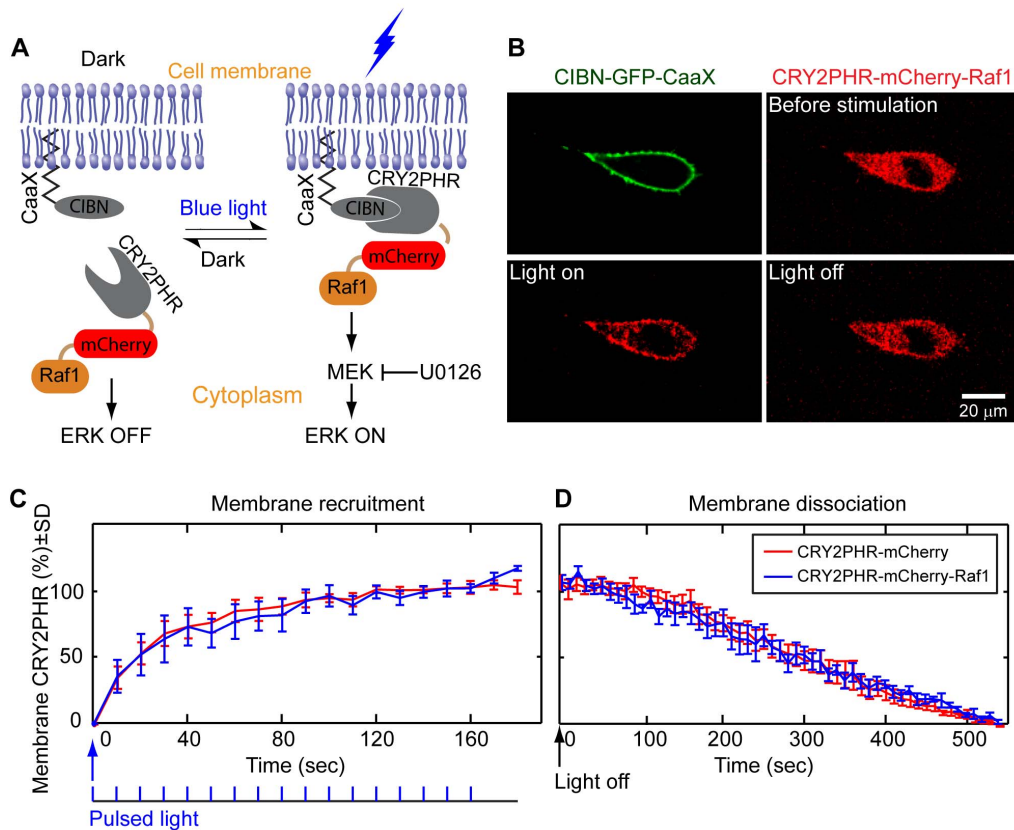 A
Dark
Cell membrane
CaaX
CIBN
CRY2PHR
mCherry
Raf1
ERK OFF
Blue light
Dark
Cytoplasm
CaaX
CRY2PHR
CIBN
mCherry
Raf1
MEK
U0126
ERK ON
B
CIBN-GFP-CaaX
CRY2PHR-mCherry-Raf1
Before stimulation
Light on
Light off
20 μm
C
Membrane recruitment
Membrane CRY2PHR (%)±SD
100
50
0
0 40 80 120 160
Time (sec)
Pulsed light
D
Membrane dissociation
CRY2PHR-mCherry
CRY2PHR-mCherry-Raf1
0 100 200 300 400 500
Time (sec)
Light off